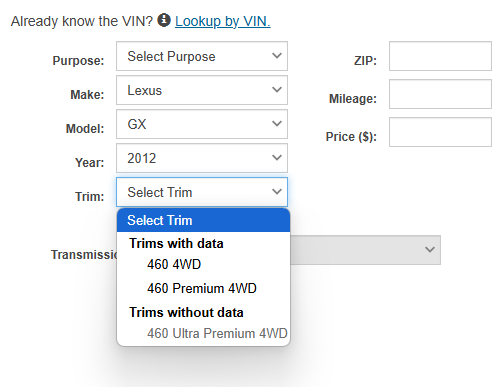 Already know the VIN? Lookup by VIN.
Purpose: Select Purpose ZIP:
Make: Lexus Mileage:
Model: GX Price ($):
Year: 2012
Trim: Select Trim
Select Trim
Trims with data
Transmissic
460 4WD
460 Premium 4WD
Trims without data
460 Ultra Premium 4WD